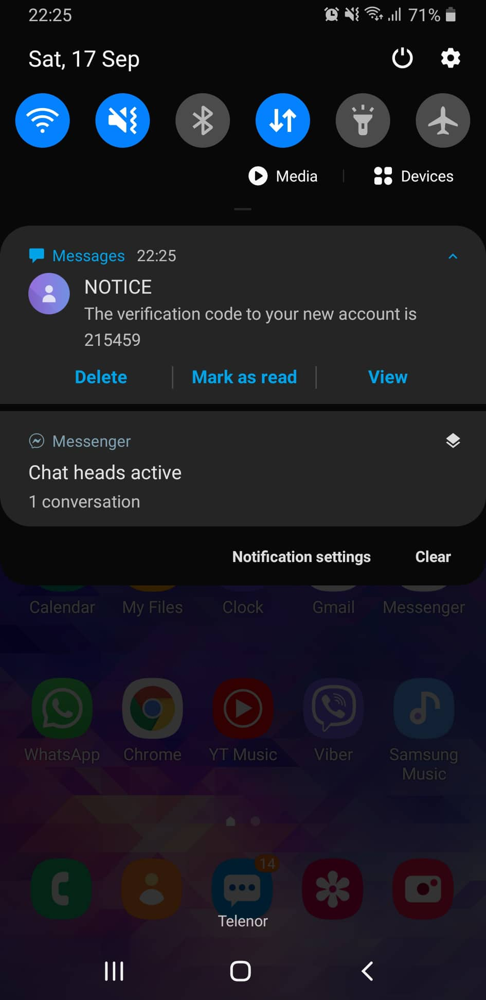 22:25
71%
Sat, 17 Sep
Media
Devices
Messages 22:25
NOTICE
The verification code to your new account is
215459
Delete
Mark as read
View
Messenger
Chat heads active
1 conversation
Notification settings
Clear
Calendar
My Files
Clock
Gmail
Messenger
WhatsApp
Chrome
YT Music
Viber
Samsung
Music
14
Telenor